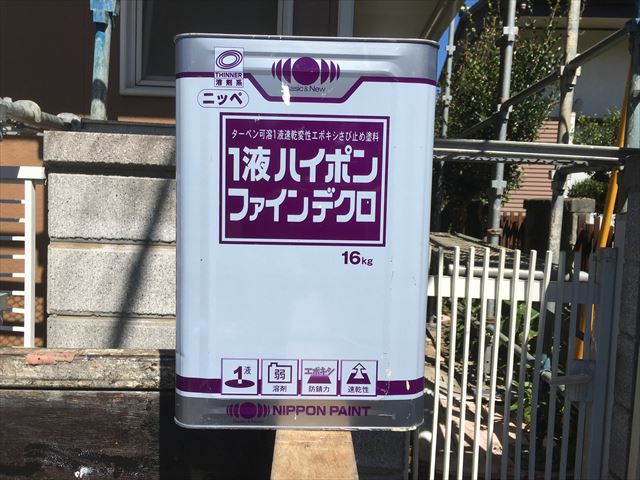 THINNER
溶剤系
ニッペ
Basic & New
ターペン可溶1液速乾変性エポキシさび止め塗料
1液ハイポン
ファインデクロ
16kg
1液
弱
溶剤
エポキシ
防錆力
速乾性
NIPPON PAINT